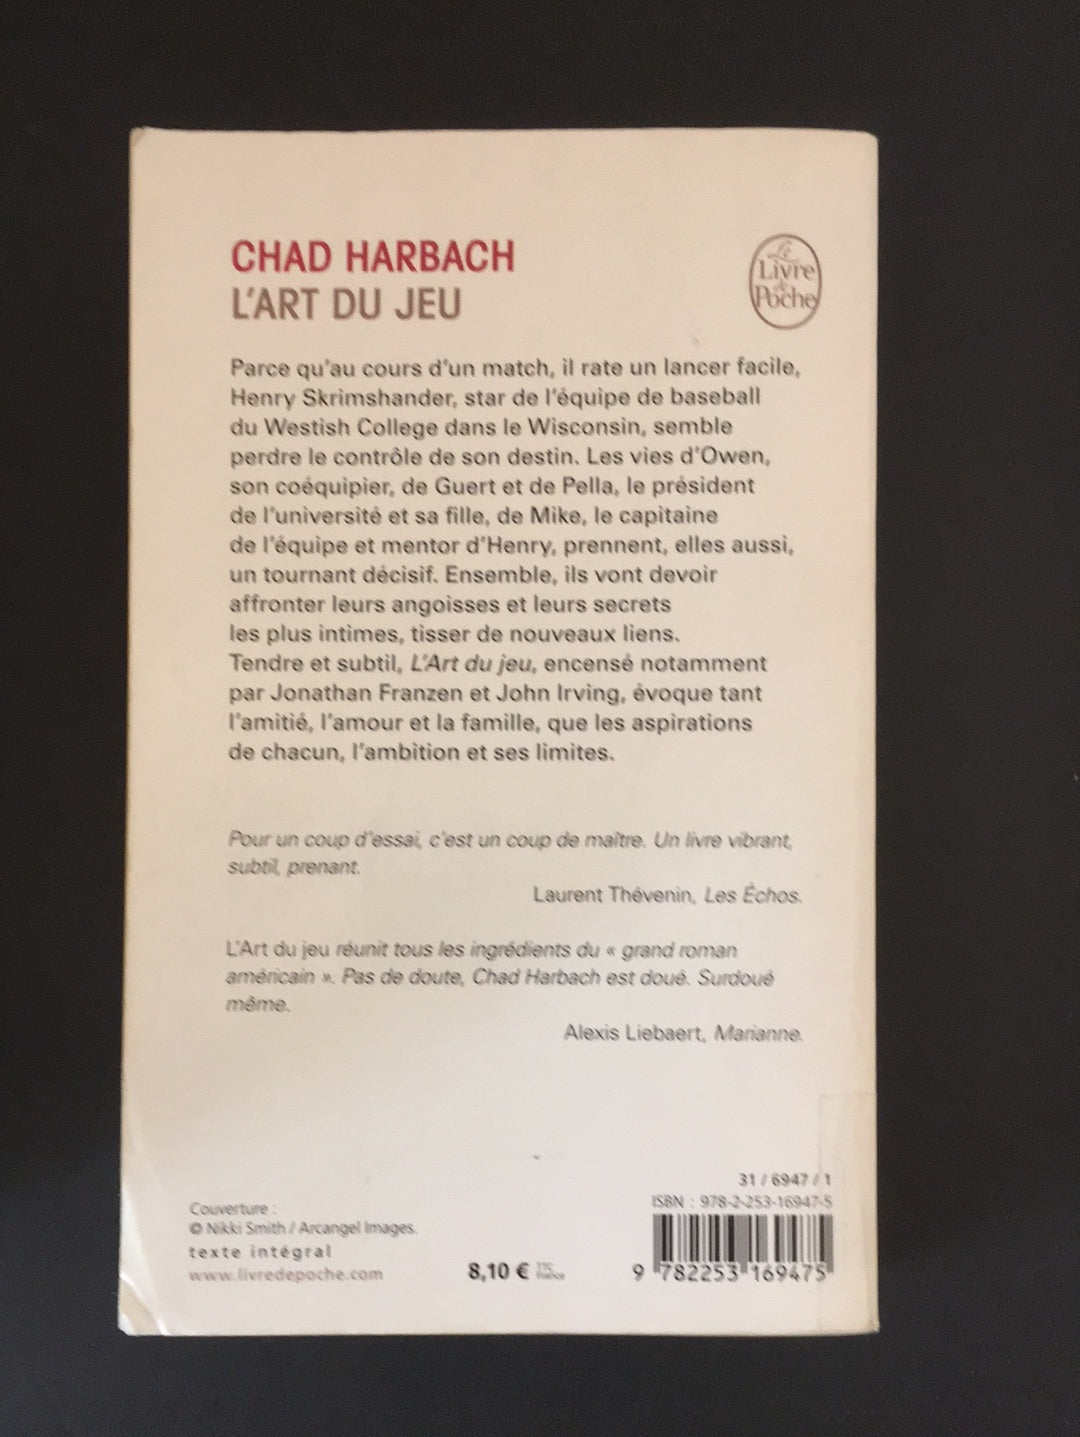 CHAD HARBACH
L'ART DU JEU
Le
Livre
de
Poche
Parce qu'au cours d'un match, il rate un lancer facile,
Henry Skrimshander, star de l'équipe de baseball
du Westish College dans le Wisconsin, semble
perdre le contrôle de son destin. Les vies d'Owen,
son coéquipier, de Guert et de Pella, le président
de l'université et sa fille, de Mike, le capitaine
de l'équipe et mentor d'Henry, prennent, elles aussi,
un tournant décisif. Ensemble, ils vont devoir
affronter leurs angoisses et leurs secrets
les plus intimes, tisser de nouveaux liens.
Tendre et subtil, L'Art du jeu, encensé notamment
par Jonathan Franzen et John Irving, évoque tant
l'amitié, l'amour et la famille, que les aspirations
de chacun, l'ambition et ses limites.
Pour un coup d'essai, c'est un coup de maître. Un livre vibrant,
subtil, prenant.
Laurent Thévenin, Les Échos.
L'Art du jeu réunit tous les ingrédients du « grand roman
américain ». Pas de doute, Chad Harbach est doué. Surdoué
même.
Alexis Liebaert, Marianne.
31 / 6947 / 1
ISBN : 978-2-253-16947-5
Couverture :
© Nikki Smith / Arcangel Images.
texte intégral
www.livredepoche.com
8,10 € TTC France
9 782253 169475